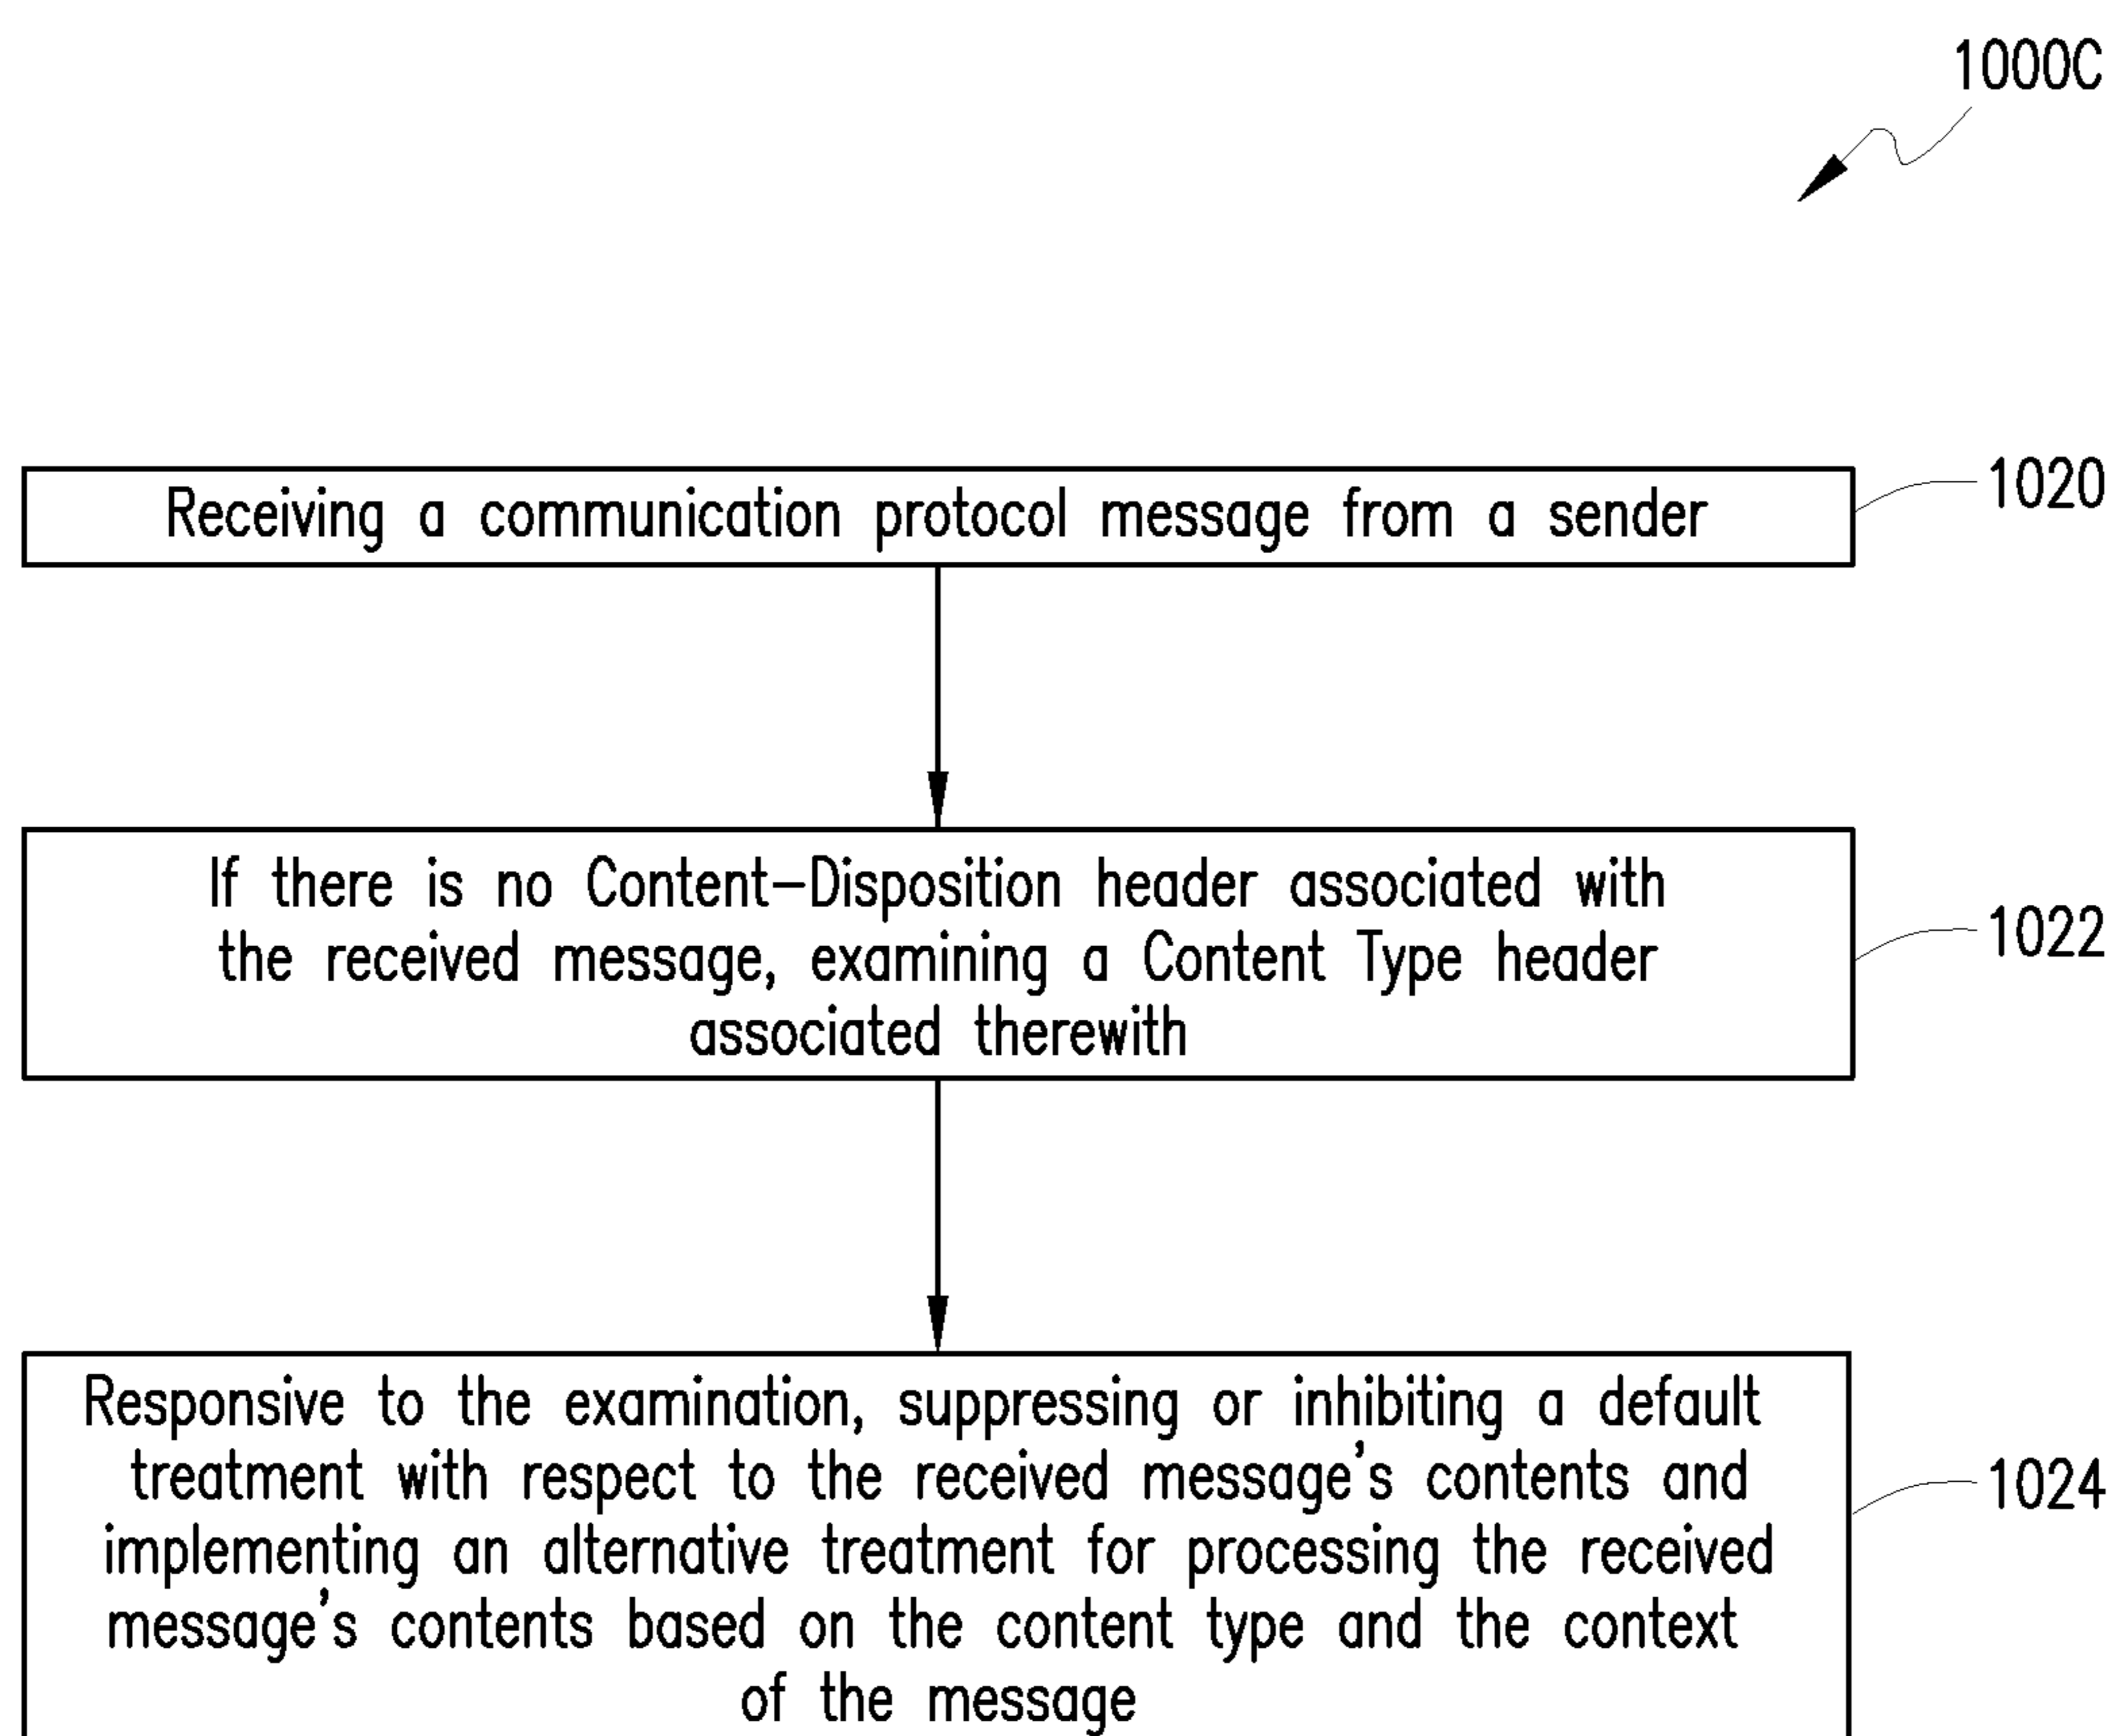 1000C
Receiving a communication protocol message from a sender
1020
If there is no Content-Disposition header associated with
the received message, examining a Content Type header
associated therewith
1022
Responsive to the examination, suppressing or inhibiting a default
treatment with respect to the received message's contents and
implementing an alternative treatment for processing the received
message's contents based on the content type and the context
of the message
1024